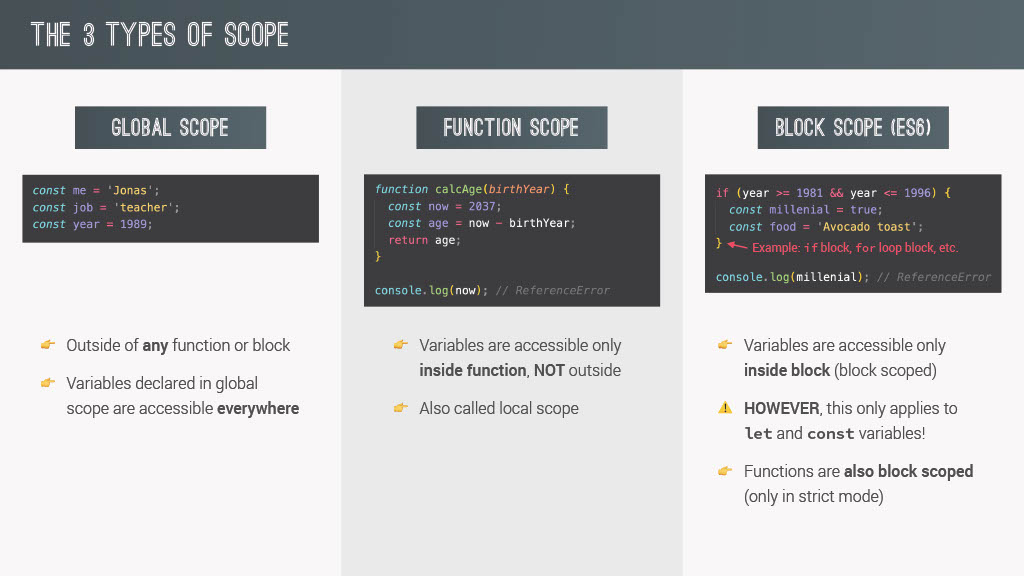 THE 3 TYPES OF SCOPE
GLOBAL SCOPE
const me = 'Jonas';
const job = 'teacher';
const year = 1989;
Outside of any function or block
Variables declared in global
scope are accessible everywhere
FUNCTION SCOPE
function calcAge(birthYear) {
const now = 2037;
const age = now − birthYear;
return age;
}
console.log(now); // ReferenceError
Variables are accessible only
inside function, NOT outside
Also called local scope
BLOCK SCOPE (ES6)
if (year >= 1981 && year <= 1996) {
const millenial = true;
const food = 'Avocado toast';
} Example: if block, for loop block, etc.
console.log(millenial); // ReferenceError
Variables are accessible only
inside block (block scoped)
HOWEVER, this only applies to
let and const variables!
Functions are also block scoped
(only in strict mode)